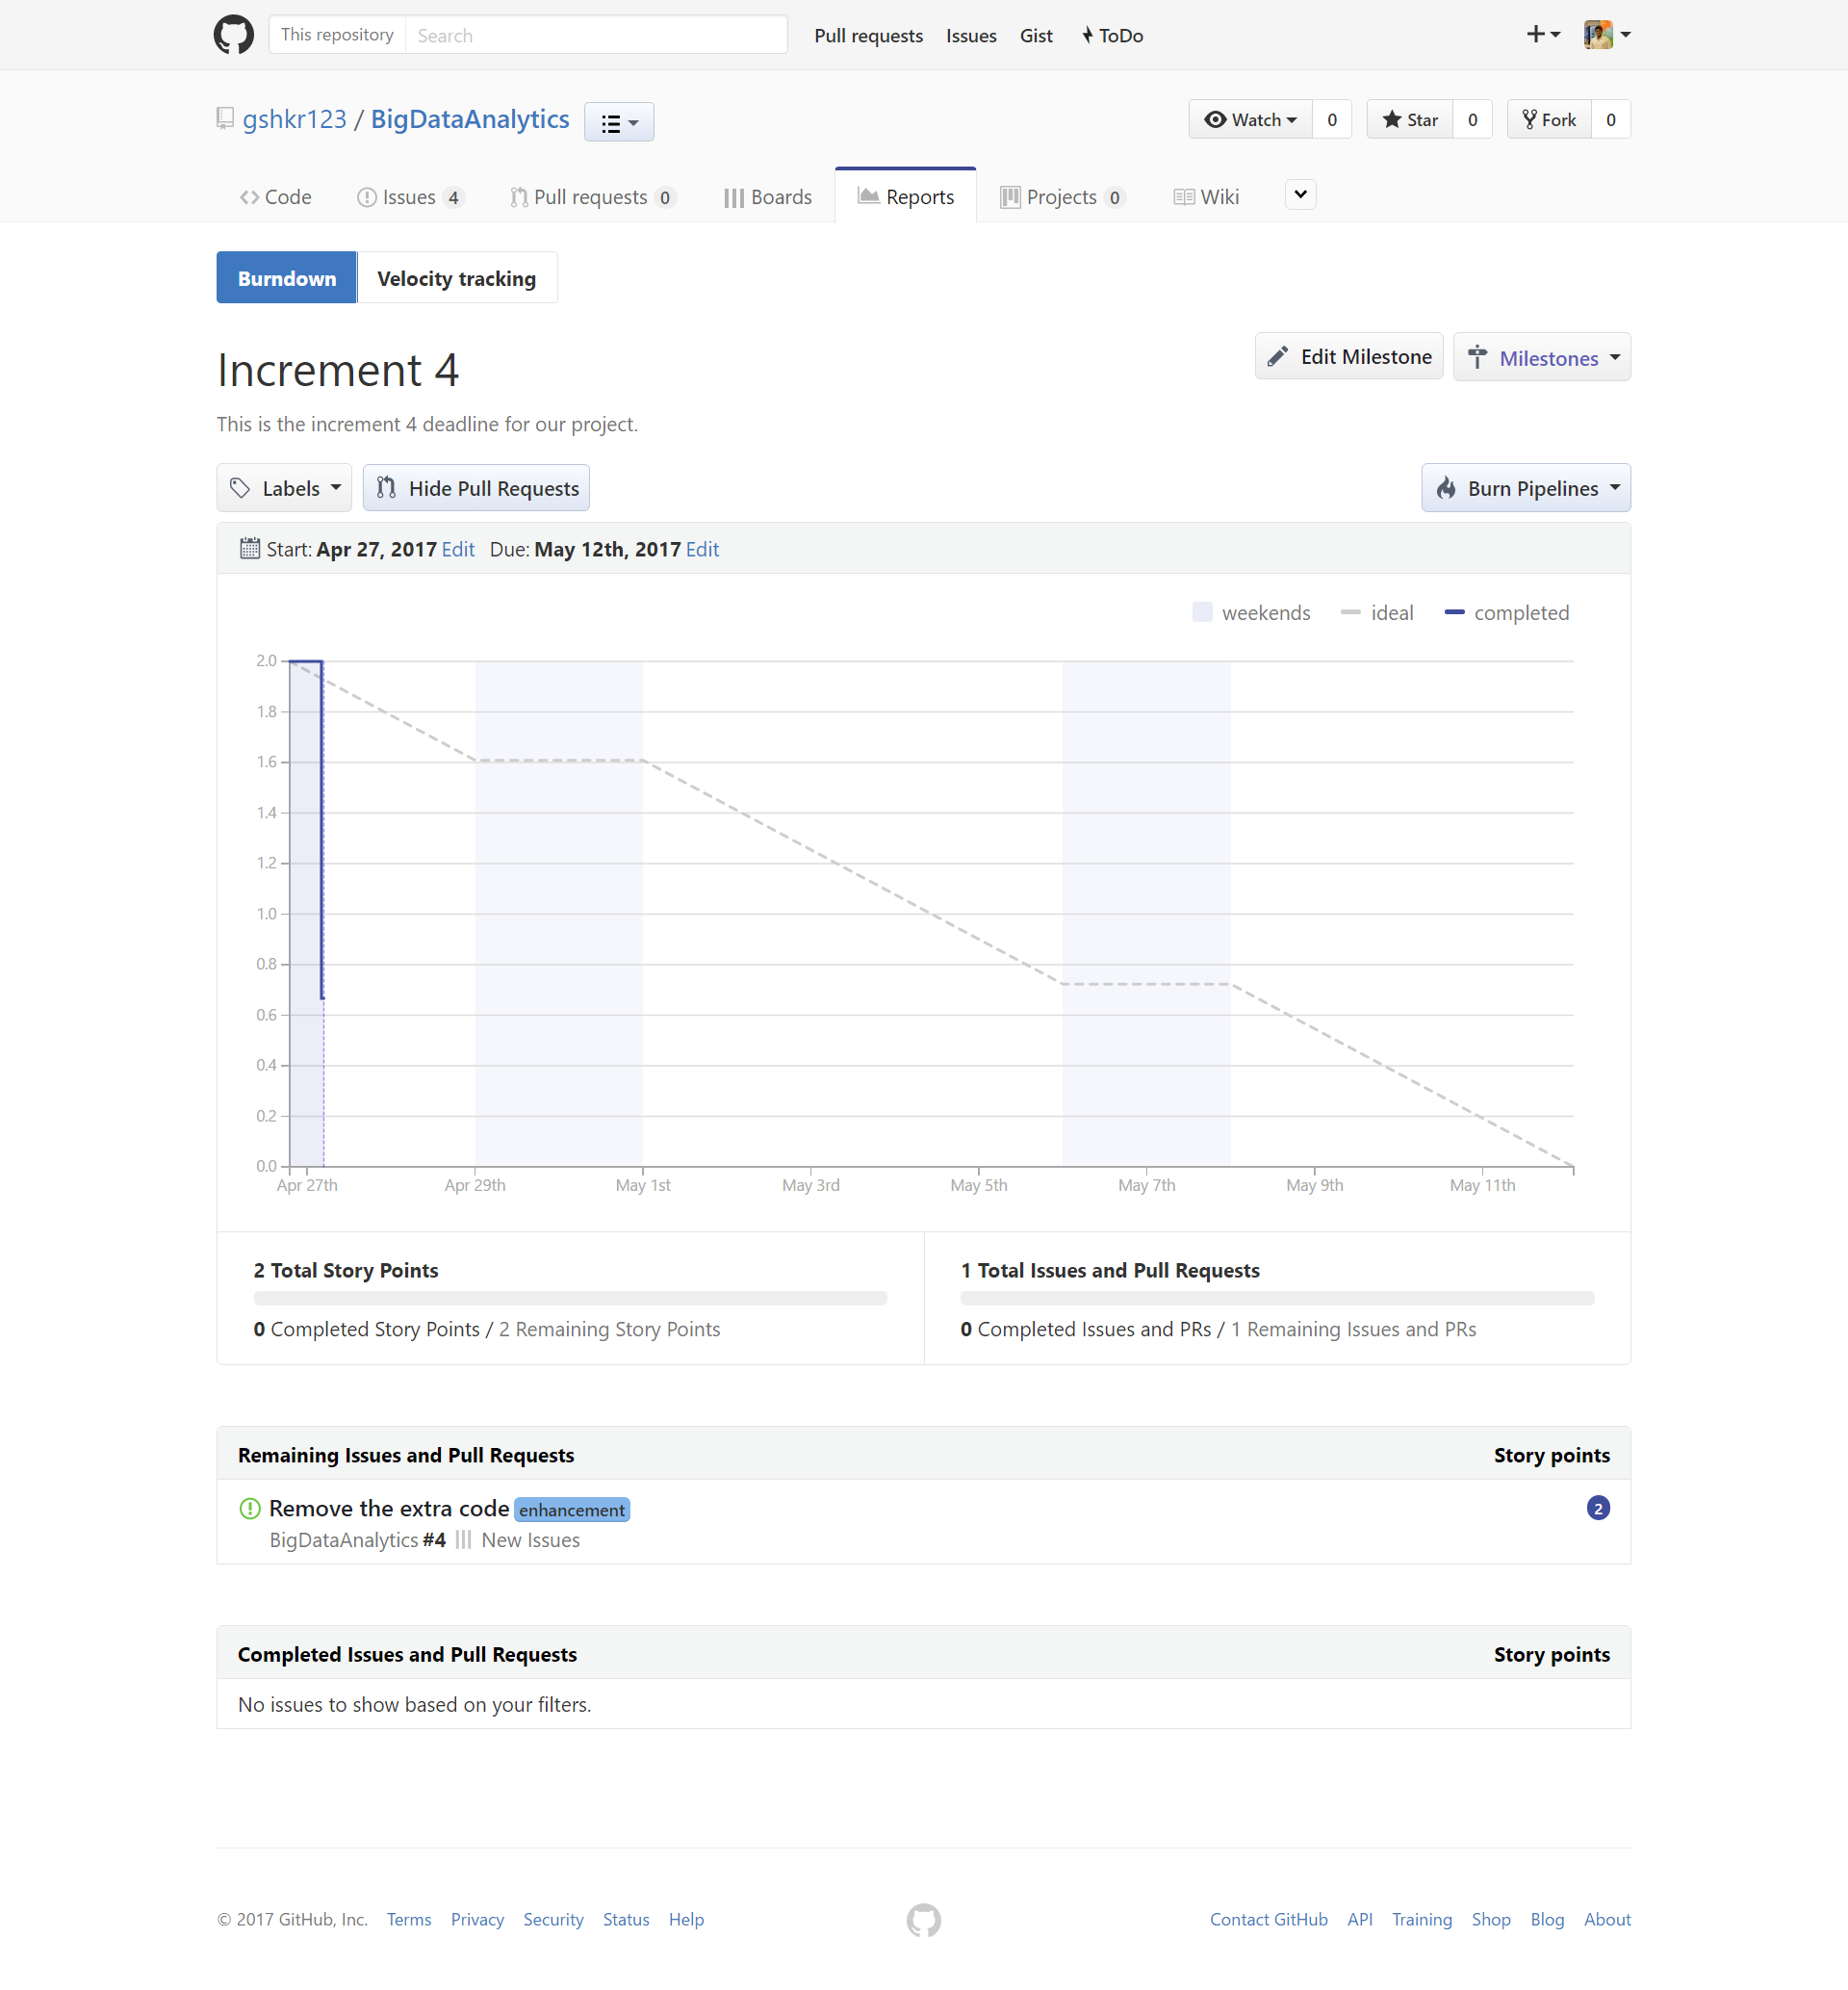 This repository Search Pull requests Issues Gist ToDo
gshkr123 / BigDataAnalytics Watch 0 Star 0 Fork 0
Code Issues 4 Pull requests 0 Boards Reports Projects 0 Wiki
Burndown Velocity tracking
Increment 4 Edit Milestone Milestones
This is the increment 4 deadline for our project.
Labels Hide Pull Requests Burn Pipelines
Start: Apr 27, 2017 Edit Due: May 12th, 2017 Edit
weekends ideal completed
2.0
1.8
1.6
1.4
1.2
1.0
0.8
0.6
0.4
0.2
0.0
Apr 27th Apr 29th May 1st May 3rd May 5th May 7th May 9th May 11th
2 Total Story Points 1 Total Issues and Pull Requests
0 Completed Story Points / 2 Remaining Story Points 0 Completed Issues and PRs / 1 Remaining Issues and PRs
Remaining Issues and Pull Requests Story points
Remove the extra code enhancement 2
BigDataAnalytics #4 New Issues
Completed Issues and Pull Requests Story points
No issues to show based on your filters.
© 2017 GitHub, Inc. Terms Privacy Security Status Help Contact GitHub API Training Shop Blog About